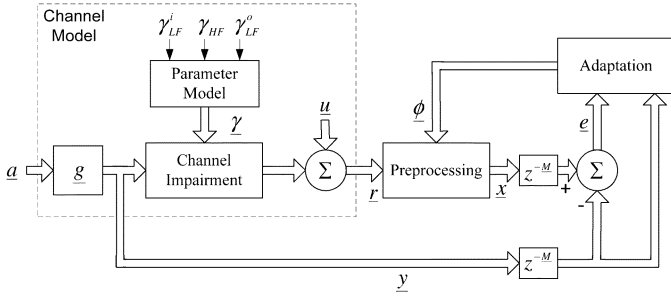 Channel
Model
γ^i_LF γ_HF γ^o_LF
Parameter
Model
Adaptation
γ
u
ϕ
e
a
g
Channel
Impairment
Σ
r
Preprocessing
x
z^-M
+
Σ
-
z^-M
y